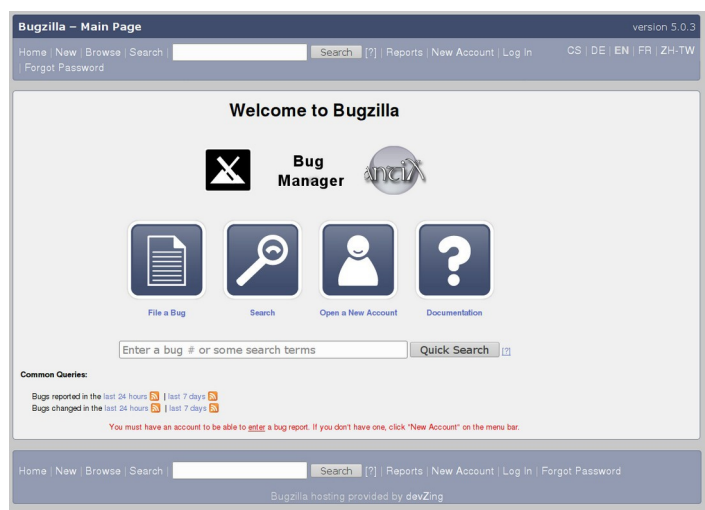 Bugzilla – Main Page version 5.0.3
Home | New | Browse | Search | Search [?] | Reports | New Account | Log In CS | DE | EN | FR | ZH-TW
| Forgot Password
Welcome to Bugzilla
Bug
Manager
antiX
File a Bug Search Open a New Account Documentation
Enter a bug # or some search terms Quick Search [?]
Common Queries:
Bugs reported in the last 24 hours | last 7 days
Bugs changed in the last 24 hours | last 7 days
You must have an account to be able to enter a bug report. If you don't have one, click "New Account" on the menu bar.
Home | New | Browse | Search | Search [?] | Reports | New Account | Log In | Forgot Password
Bugzilla hosting provided by devZing